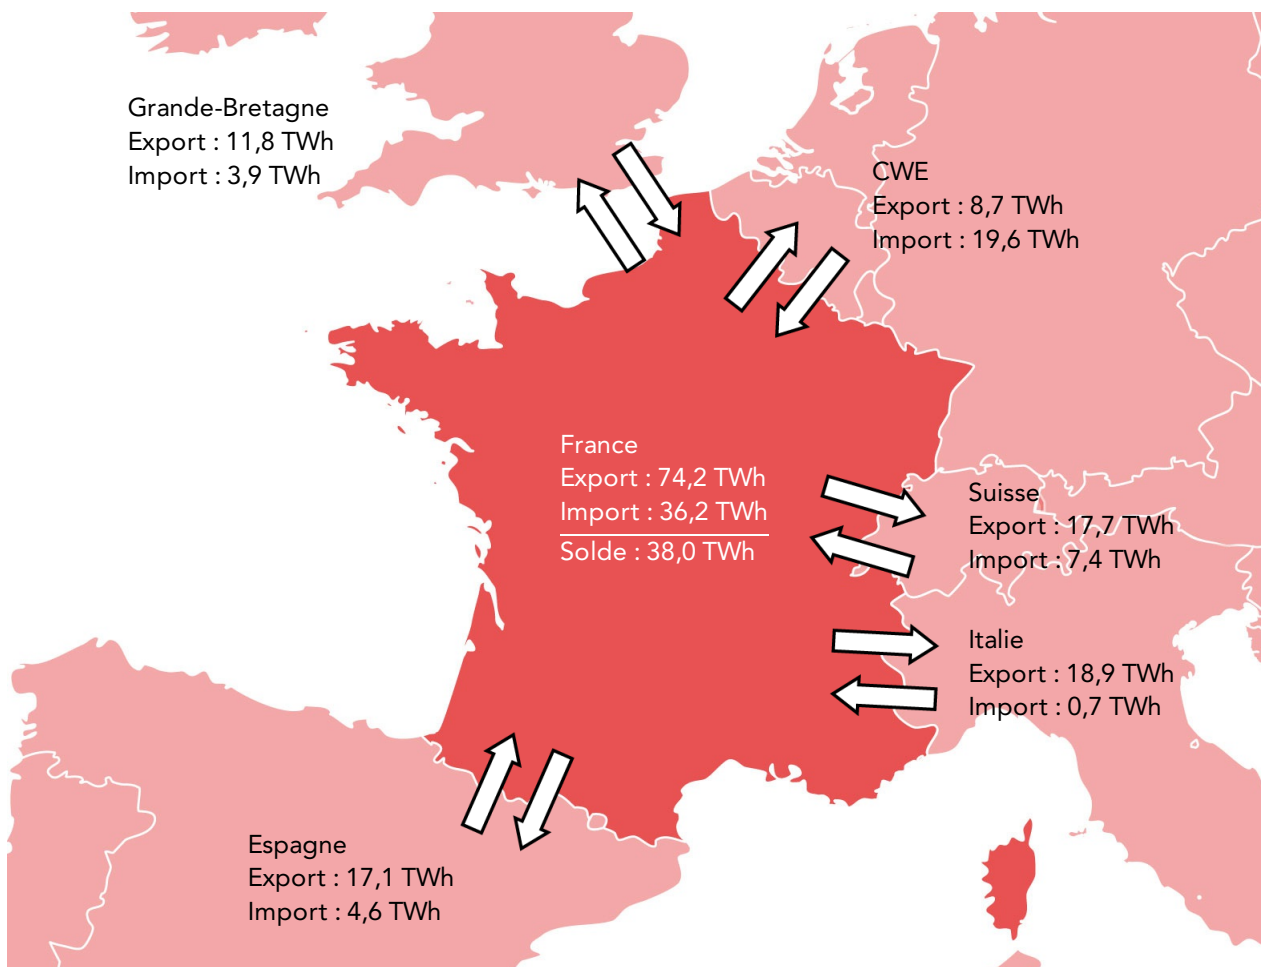 Grande-Bretagne
Export : 11,8 TWh
Import : 3,9 TWh
CWE
Export : 8,7 TWh
Import : 19,6 TWh
France
Export : 74,2 TWh
Import : 36,2 TWh
Solde : 38,0 TWh
Suisse
Export : 17,7 TWh
Import : 7,4 TWh
Italie
Export : 18,9 TWh
Import : 0,7 TWh
Espagne
Export : 17,1 TWh
Import : 4,6 TWh